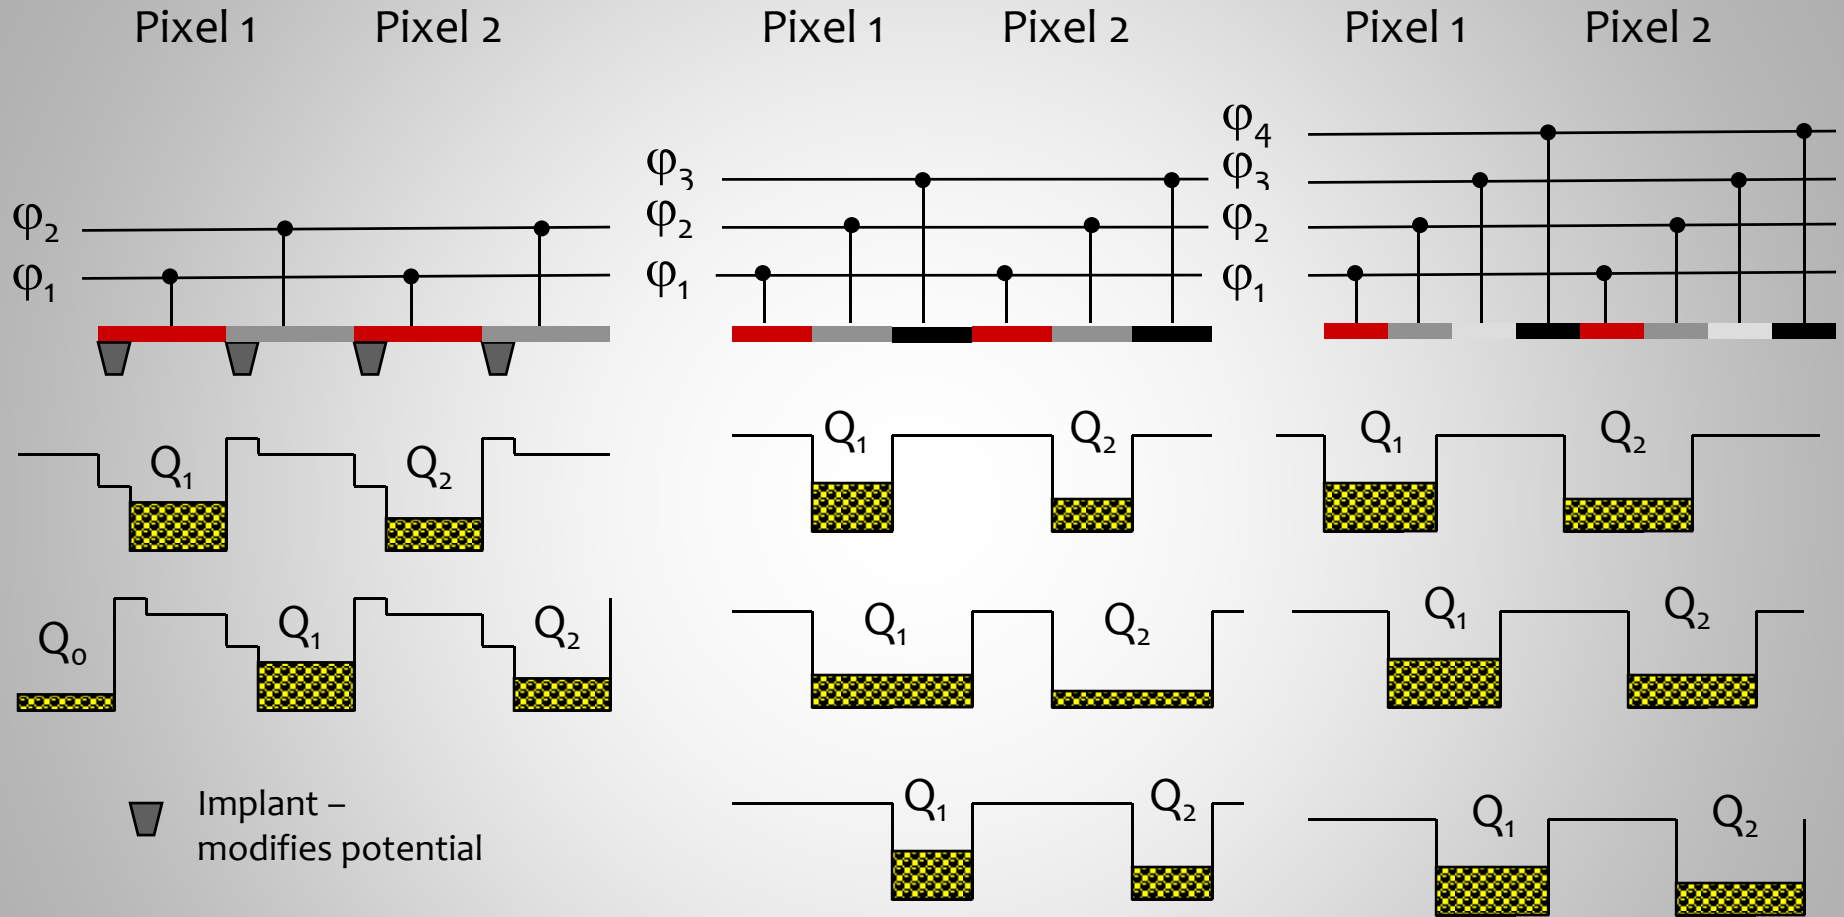 Pixel 1 Pixel 2 Pixel 1 Pixel 2 Pixel 1 Pixel 2
φ2
φ1
φ3
φ2
φ1
φ4
φ3
φ2
φ1
Q1 Q2
Q0 Q1 Q2
Implant –
modifies potential
Q1 Q2
Q1 Q2
Q1 Q2
Q1 Q2
Q1 Q2
Q1 Q2